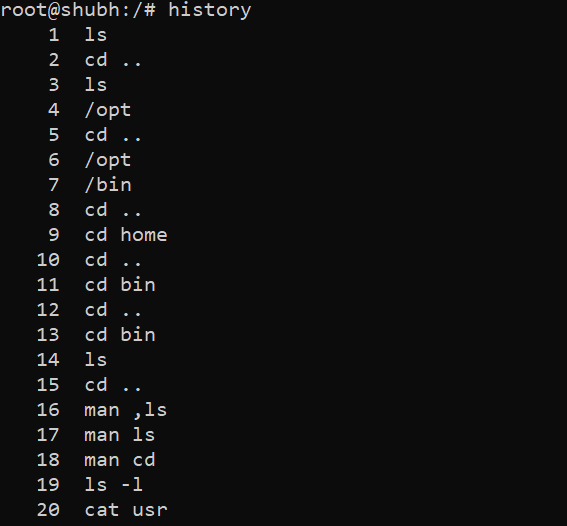 root@shubh:/# history
1 ls
2 cd ..
3 ls
4 /opt
5 cd ..
6 /opt
7 /bin
8 cd ..
9 cd home
10 cd ..
11 cd bin
12 cd ..
13 cd bin
14 ls
15 cd ..
16 man ,ls
17 man ls
18 man cd
19 ls -l
20 cat usr